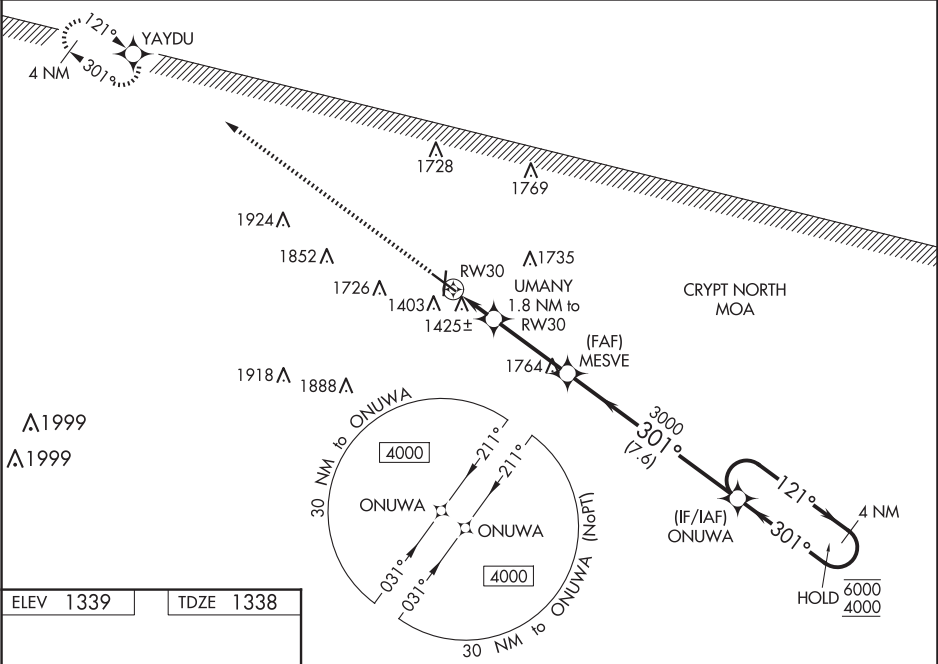 121°
YAYDU
4 NM
301°
1728
1769
1924
1852
1735
RW30
1726
UMANY
1.8 NM to
RW30
1403
1425±
CRYPT NORTH
MOA
(FAF)
MESVE
1764
1918
1888
1999
1999
3000
301°
(7.6)
30 NM to ONUWA
4000
211°
211°
ONUWA
ONUWA
031°
031°
4000
30 NM to ONUWA (NoPT)
(IF/IAF)
ONUWA
121°
4 NM
301°
HOLD
6000
4000
ELEV 1339
TDZE 1338